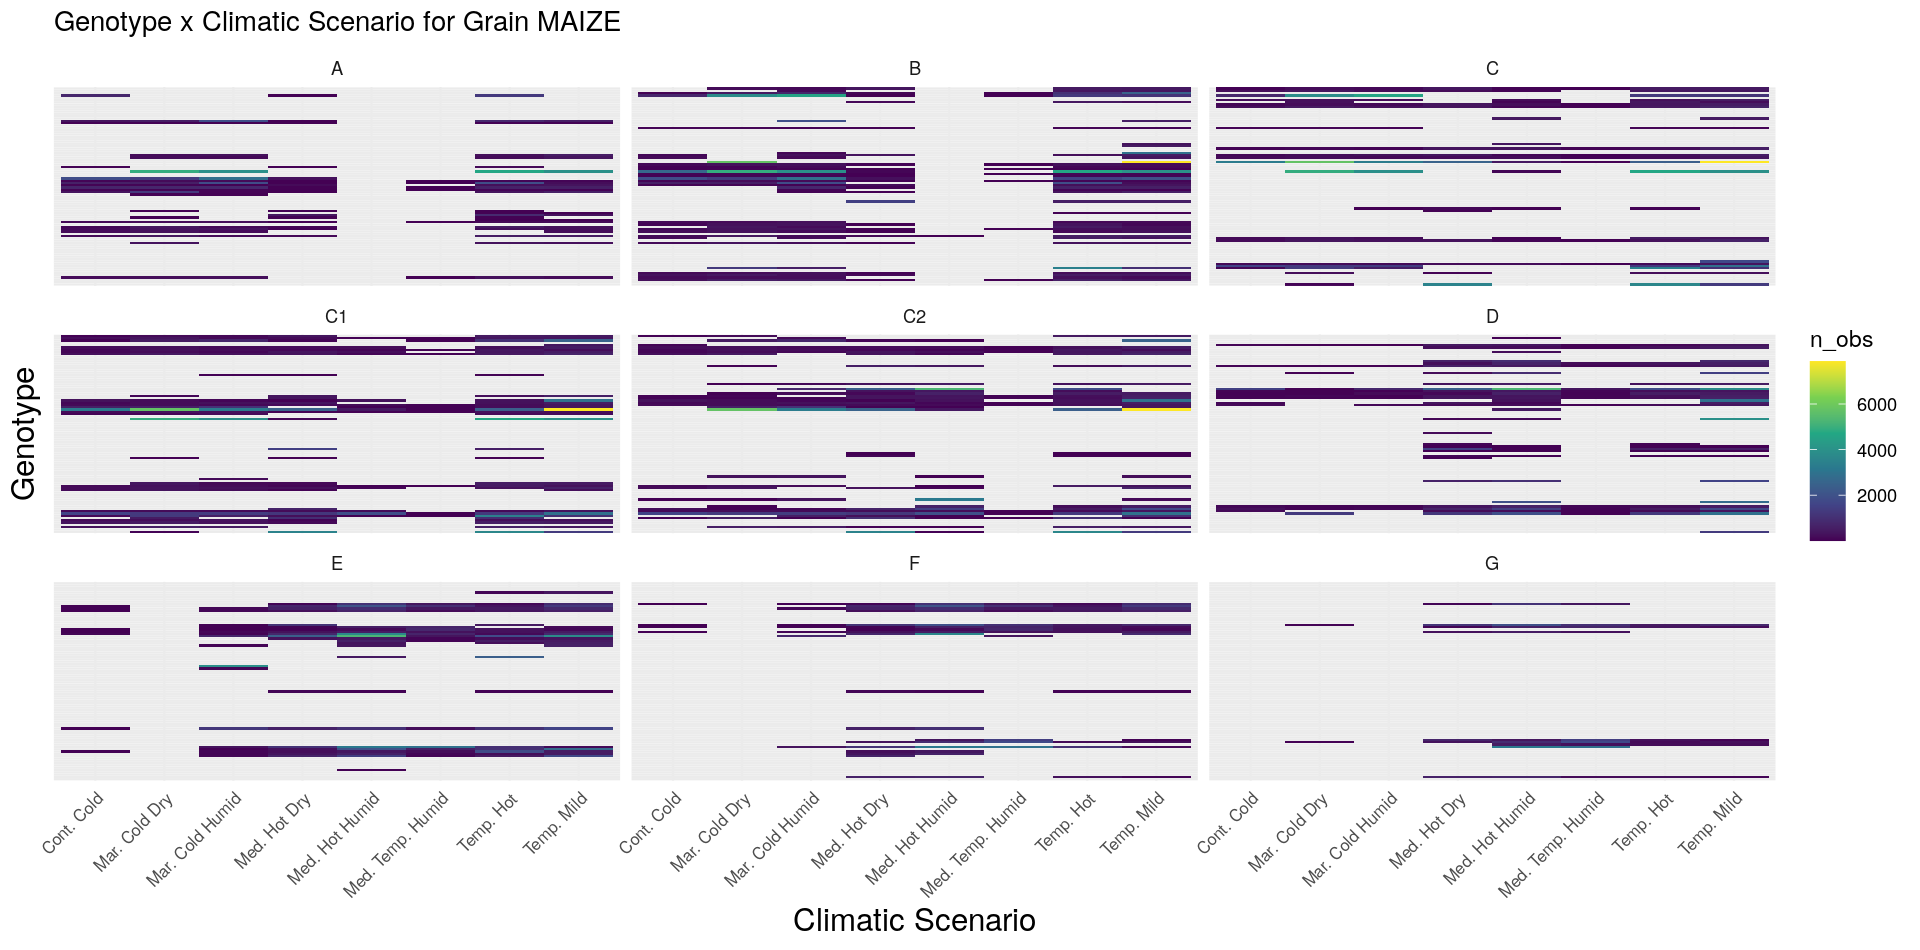 Genotype x Climatic Scenario for Grain MAIZE
A
B
C
C1
C2
D
E
F
G
Genotype
n_obs
6000
4000
2000
Cont. Cold
Mar. Cold Dry
Mar. Cold Humid
Med. Hot Dry
Med. Hot Humid
Med. Temp. Humid
Temp. Hot
Temp. Mild
Cont. Cold
Mar. Cold Dry
Mar. Cold Humid
Med. Hot Dry
Med. Hot Humid
Med. Temp. Humid
Temp. Hot
Temp. Mild
Cont. Cold
Mar. Cold Dry
Mar. Cold Humid
Med. Hot Dry
Med. Hot Humid
Med. Temp. Humid
Temp. Hot
Temp. Mild
Climatic Scenario